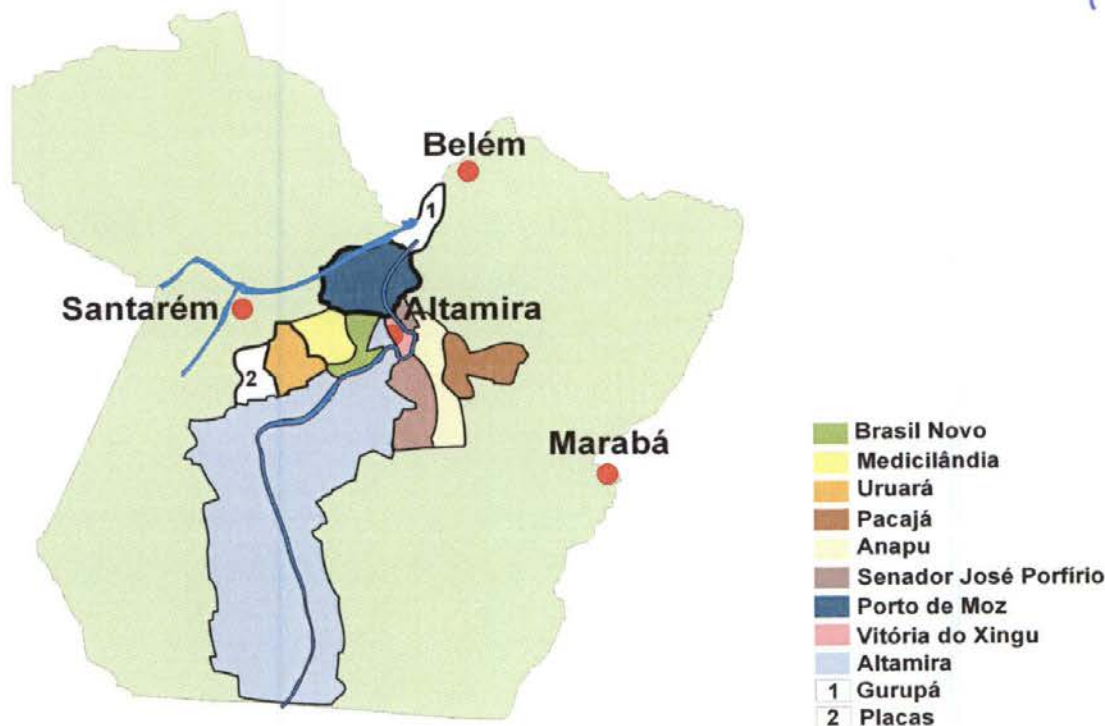 Belém
1
Santarém
Altamira
2
Marabá
Brasil Novo
Medicilândia
Uruará
Pacajá
Anapu
Senador José Porfírio
Porto de Moz
Vitória do Xingu
Altamira
1 Gurupá
2 Placas